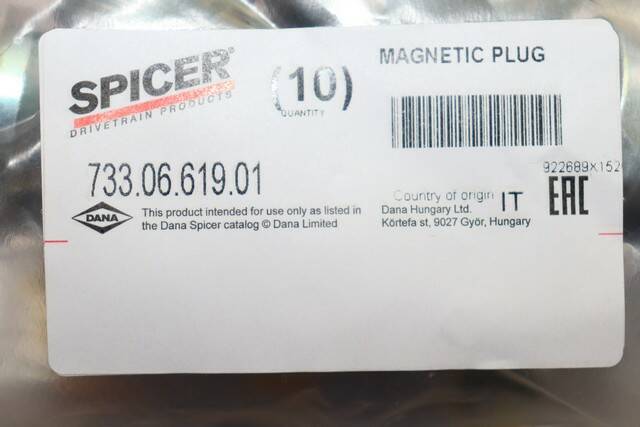 SPICER®
DRIVETRAIN PRODUCTS
(10)
QUANTITY
MAGNETIC PLUG
922689X152
733.06.619.01
Country of origin IT
EAC
DANA
This product intended for use only as listed in
the Dana Spicer catalog © Dana Limited
Dana Hungary Ltd.
Körtefa st, 9027 Győr, Hungary